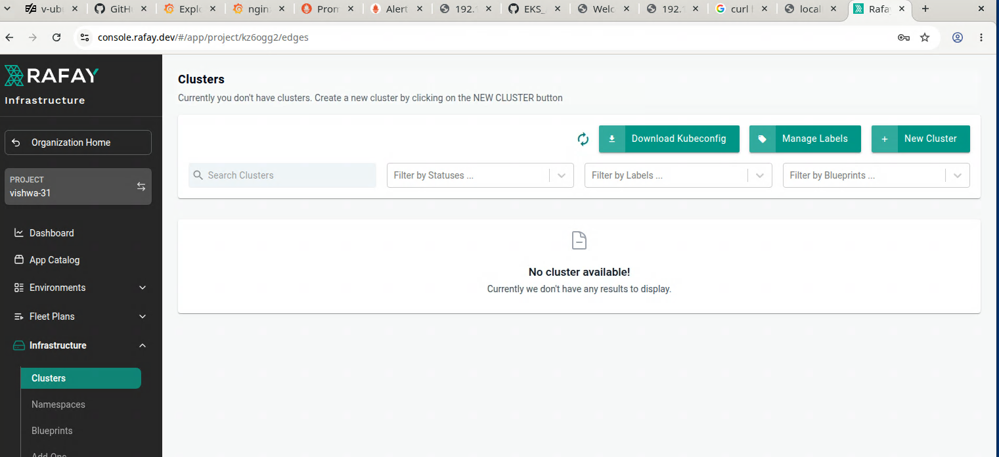 v-ub
GitH
Explo
ngin
Prom
Alert
192.
EKS_
Welc
192.
curl
local
Rafa
console.rafay.dev/#/app/project/kz6ogg2/edges
RAFAY
Infrastructure
Organization Home
PROJECT
vishwa-31
Dashboard
App Catalog
Environments
Fleet Plans
Infrastructure
Clusters
Namespaces
Blueprints
Add-Ons
Clusters
Currently you don't have clusters. Create a new cluster by clicking on the NEW CLUSTER button
Download Kubeconfig
Manage Labels
New Cluster
Search Clusters
Filter by Statuses ...
Filter by Labels ...
Filter by Blueprints ...
No cluster available!
Currently we don't have any results to display.